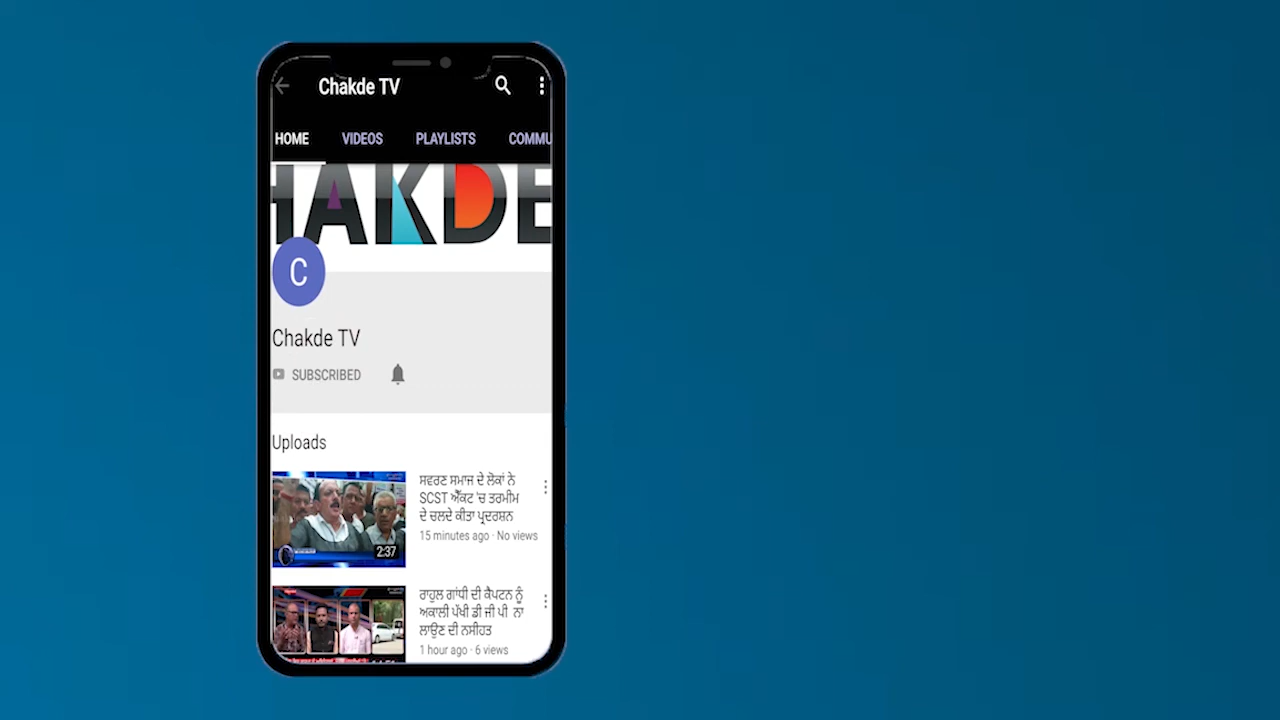 Chakde TV
HOME VIDEOS PLAYLISTS COMMU
HAKDE
C
Chakde TV
SUBSCRIBED
Uploads
2:37
ਸਵਰਣ ਸਮਾਜ ਦੇ ਲੋਕਾਂ ਨੇ
SCST ਐਕਟ 'ਚ ਤਰਮੀਮ
ਦੇ ਚਲਦੇ ਕੀਤਾ ਪ੍ਰਦਰਸ਼ਨ
15 minutes ago · No views
ਰਾਹੁਲ ਗਾਂਧੀ ਦੀ ਕੈਪਟਨ ਨੂੰ
ਅਕਾਲੀ ਪੱਖੀ ਡੀ ਜੀ ਪੀ ਨਾ
ਲਾਉਣ ਦੀ ਨਸੀਹਤ
1 hour ago · 6 views